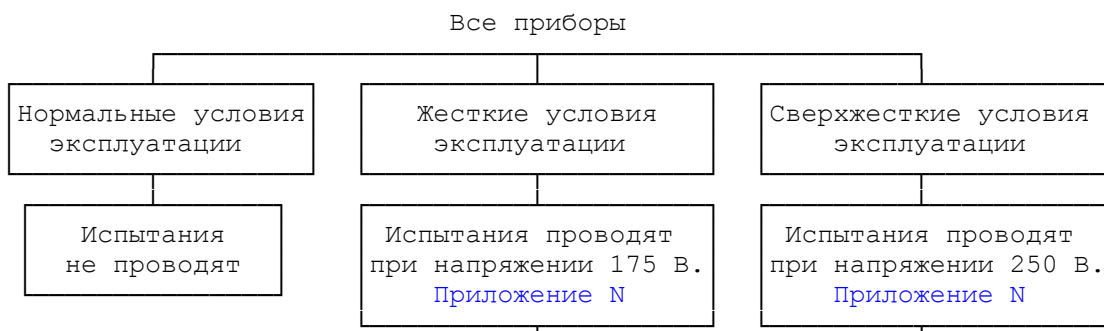 Все приборы
Нормальные условия
эксплуатации
Жесткие условия
эксплуатации
Сверхжесткие условия
эксплуатации
Испытания
не проводят
Испытания проводят
при напряжении 175 В.
Приложение N
Испытания проводят
при напряжении 250 В.
Приложение N